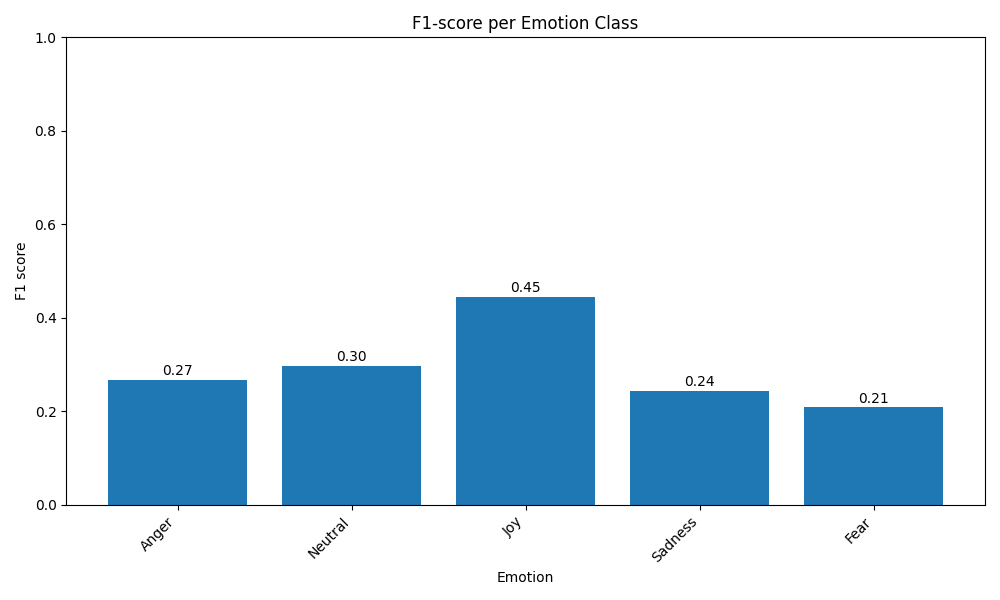 F1-score per Emotion Class
F1 score
1.0
0.8
0.6
0.4
0.2
0.0
0.27
0.30
0.45
0.24
0.21
Anger
Neutral
Joy
Sadness
Fear
Emotion